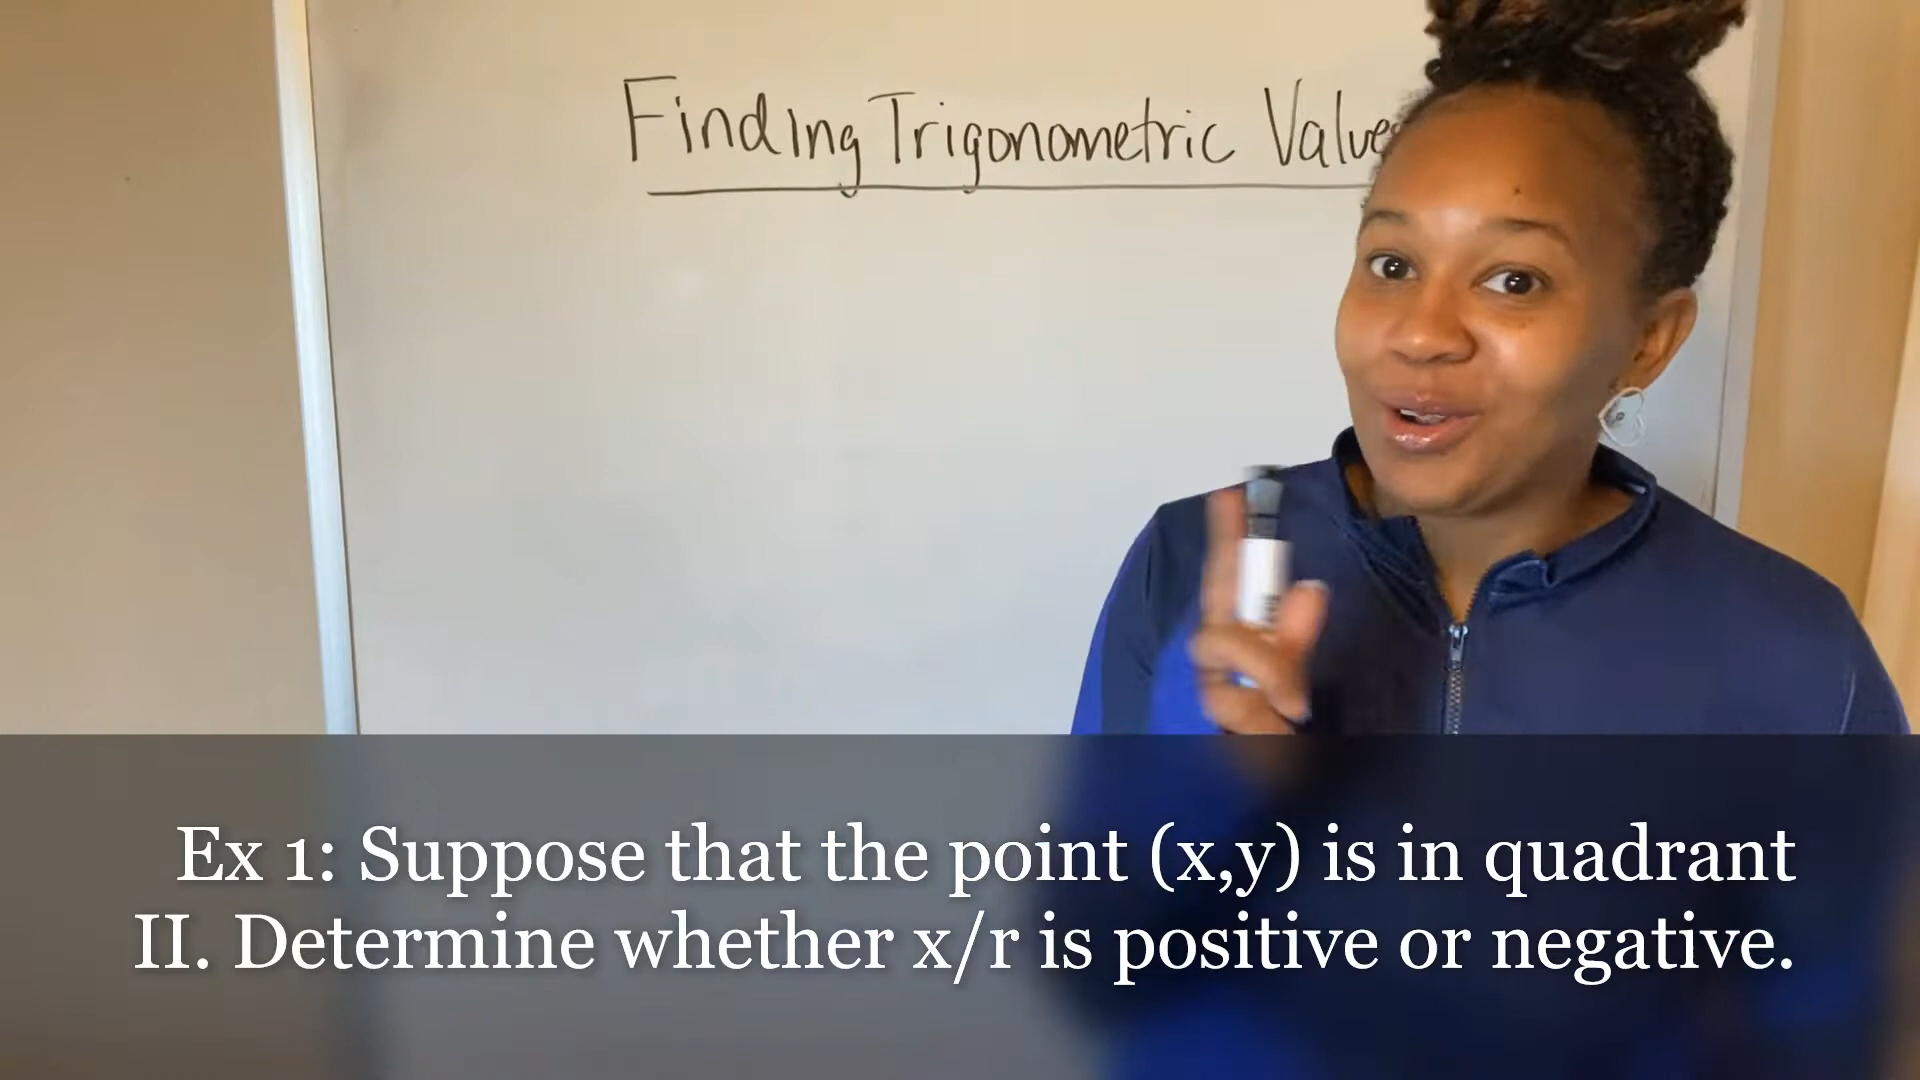 Finding Trigonometric Values
Ex 1: Suppose that the point (x,y) is in quadrant
II. Determine whether x/r is positive or negative.